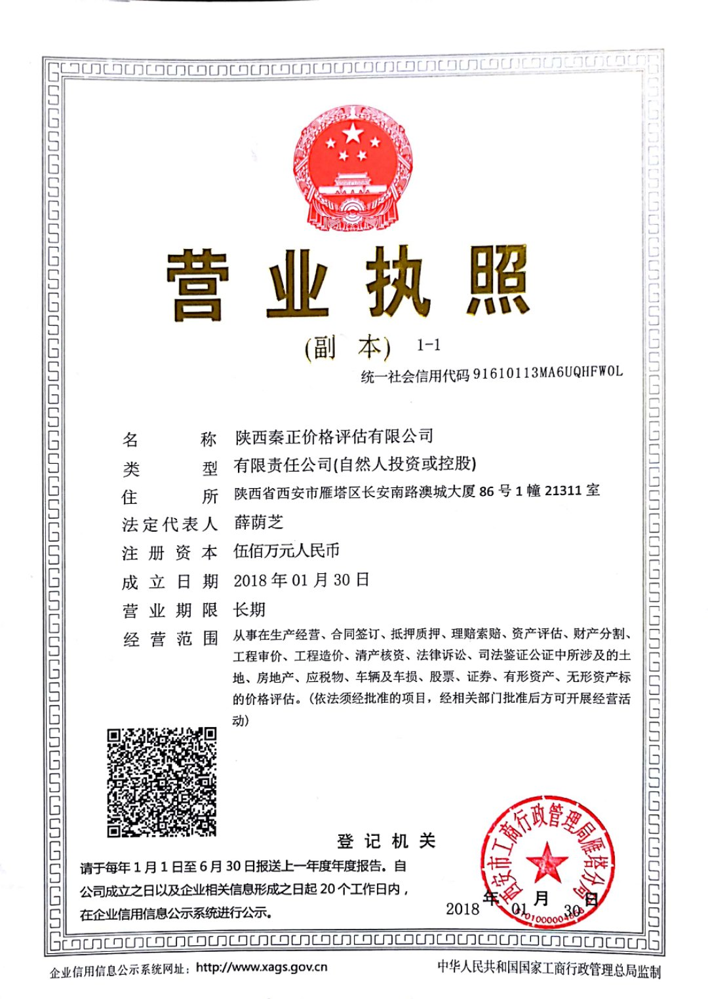 营业执照
(副 本) 1-1
统一社会信用代码 91610113MA6UQHFW0L
名称 陕西秦正价格评估有限公司
类型 有限责任公司(自然人投资或控股)
住所 陕西省西安市雁塔区长安南路澳城大厦 86 号 1 幢 21311 室
法定代表人 薛荫芝
注册资本 伍佰万元人民币
成立日期 2018 年 01 月 30 日
营业期限 长期
经营范围 从事在生产经营、合同签订、抵押质押、理赔索赔、资产评估、财产分割、
工程审价、工程造价、清产核资、法律诉讼、司法鉴证公证中所涉及的土
地、房地产、应税物、车辆及车损、股票、证券、有形资产、无形资产标
的价格评估。(依法须经批准的项目，经相关部门批准后方可开展经营活
动)
登记机关
西安市工商行政管理局雁塔分局
请于每年 1 月 1 日至 6 月 30 日报送上一年度年度报告。自
公司成立之日以及企业相关信息形成之日起 20 个工作日内，
在企业信用信息公示系统进行公示。
2018 年 01 月 30 日
企业信用信息公示系统网址：http://www.xags.gov.cn
中华人民共和国国家工商行政管理总局监制